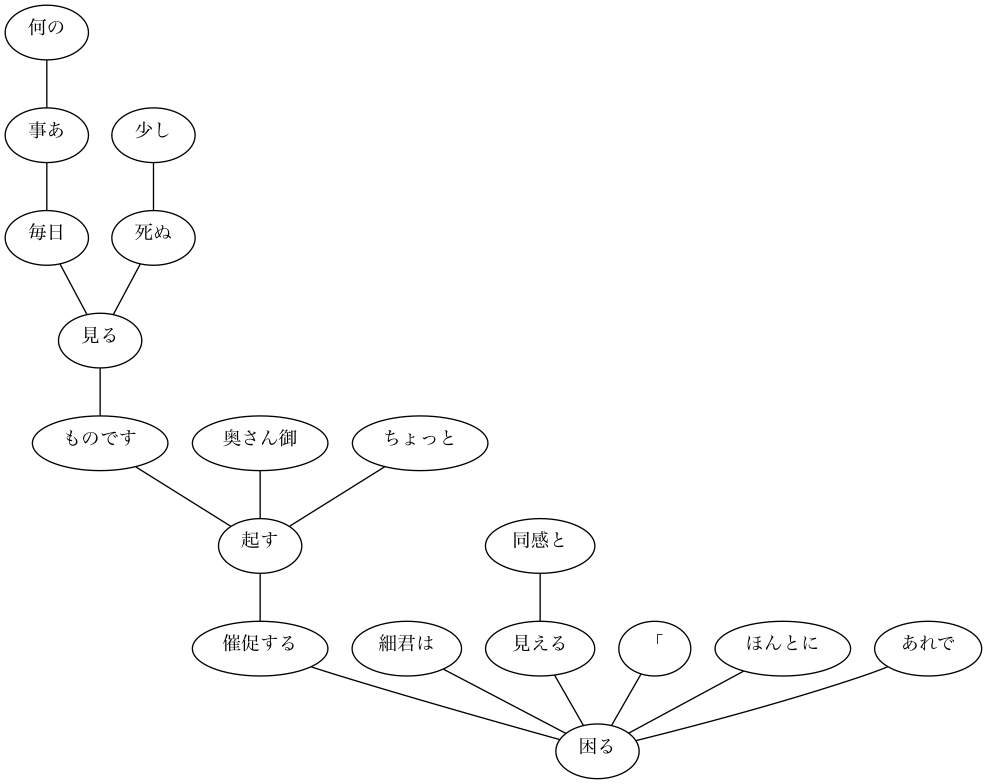 何の
事あ
少し
毎日
死ぬ
見る
ものです
奥さん御
ちょっと
起す
同感と
催促する
細君は
見える
「
ほんとに
あれで
困る